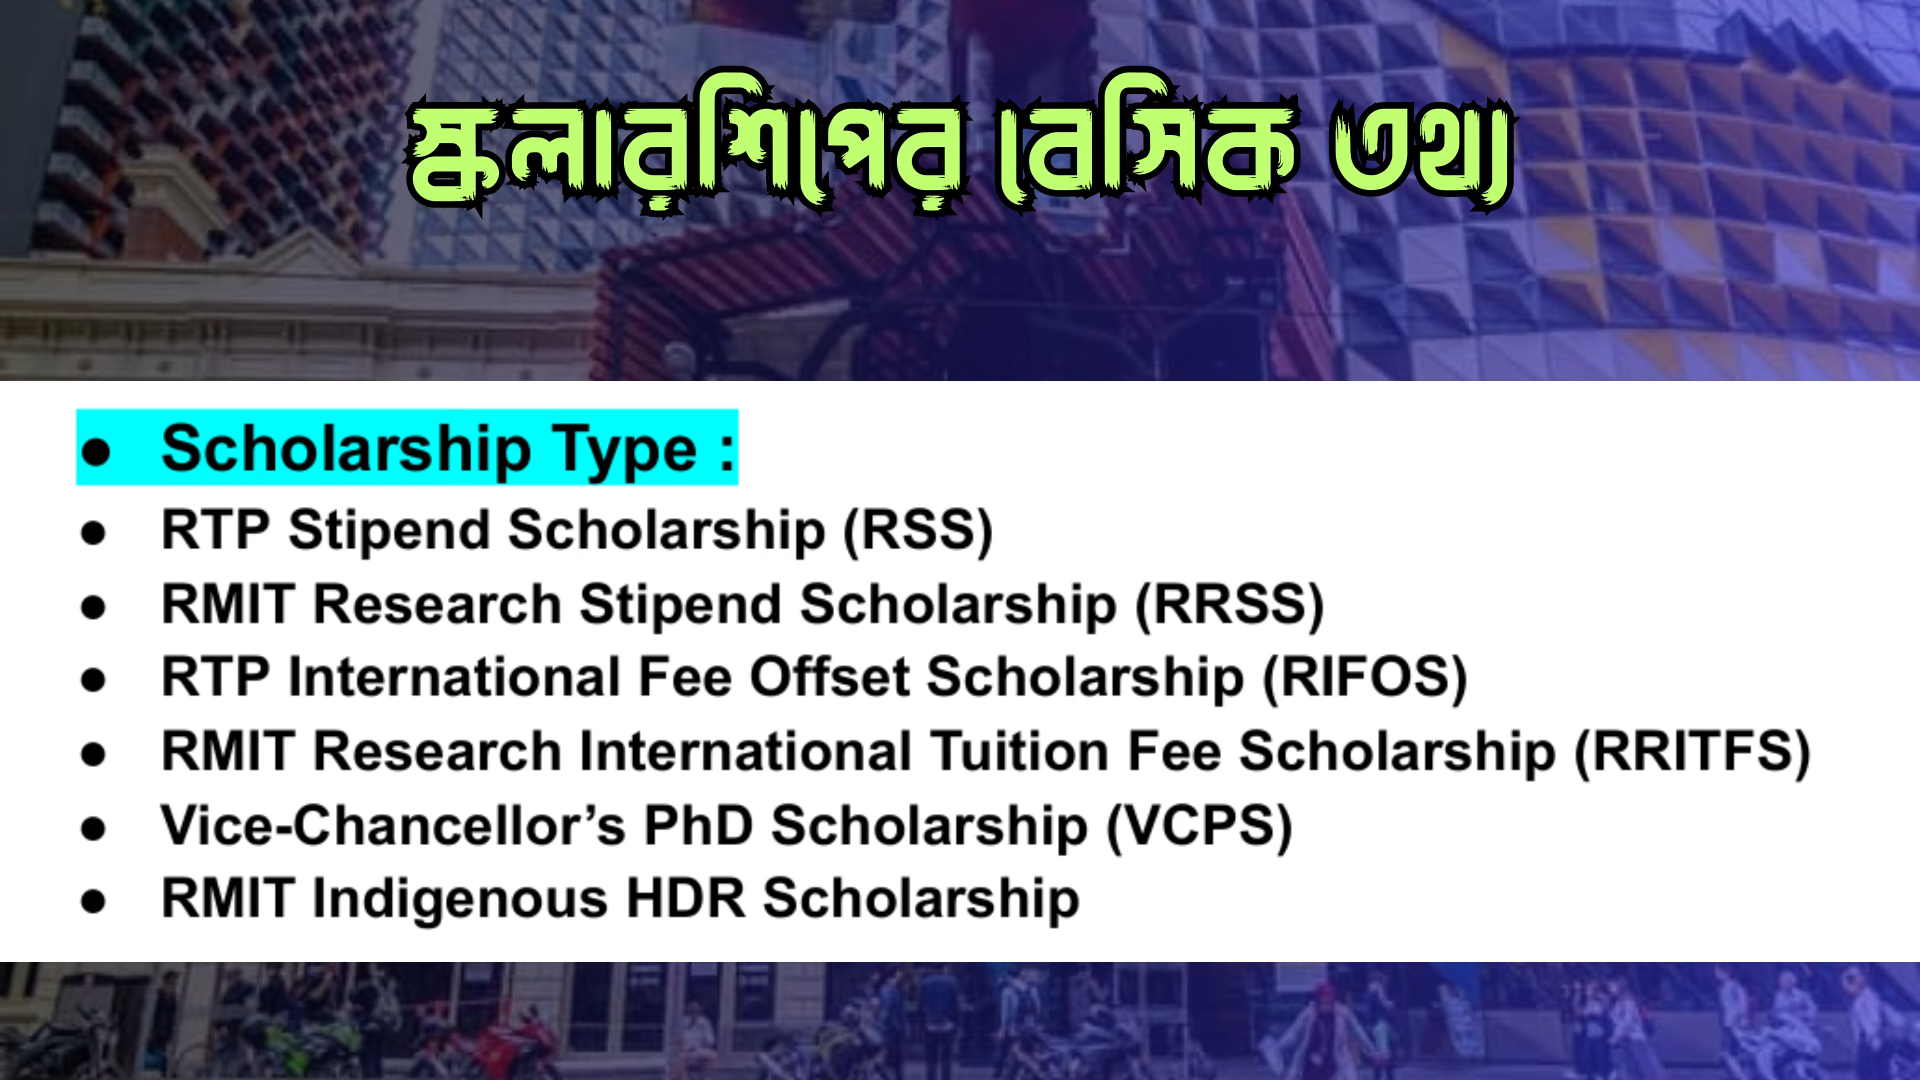 স্কলারশিপের বেসিক তথ্য
● Scholarship Type :
● RTP Stipend Scholarship (RSS)
● RMIT Research Stipend Scholarship (RRSS)
● RTP International Fee Offset Scholarship (RIFOS)
● RMIT Research International Tuition Fee Scholarship (RRITFS)
● Vice-Chancellor’s PhD Scholarship (VCPS)
● RMIT Indigenous HDR Scholarship